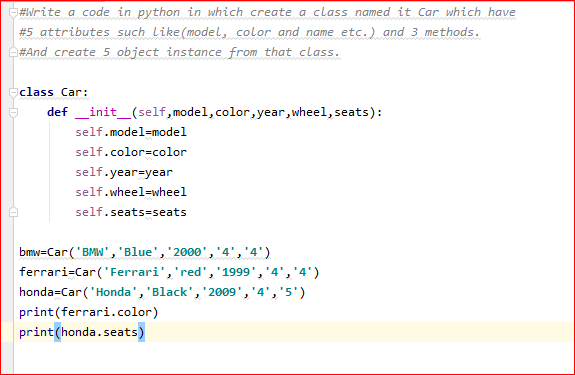 #Write a code in python in which create a class named it Car which have
#5 attributes such like(model, color and name etc.) and 3 methods.
#And create 5 object instance from that class.
class Car:
    def __init__(self,model,color,year,wheel,seats):
        self.model=model
        self.color=color
        self.year=year
        self.wheel=wheel
        self.seats=seats
bmw=Car('BMW','Blue','2000','4','4')
ferrari=Car('Ferrari','red','1999','4','4')
honda=Car('Honda','Black','2009','4','5')
print(ferrari.color)
print(honda.seats)